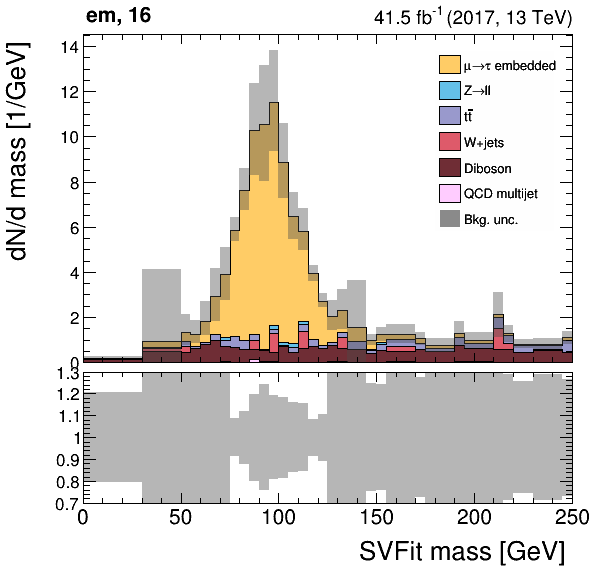 em, 16
41.5 fb⁻¹ (2017, 13 TeV)
dN/d mass [1/GeV]
14
12
10
8
6
4
2
0
μ→τ embedded
Z→ll
tt̄
W+jets
Diboson
QCD multijet
Bkg. unc.
1.3
1.2
1.1
1
0.9
0.8
0.7
0 50 100 150 200 250
SVFit mass [GeV]